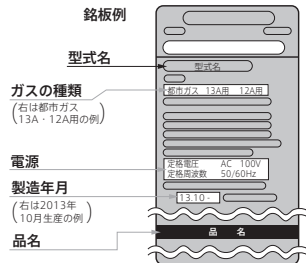 銘板例
型式名
型式名
ガスの種類
(右は都市ガス
13A・12A用の例)
都市ガス 13A用 12A用
電源
定格電圧 AC 100V
定格周波数 50/60Hz
製造年月
(右は2013年
10月生産の例)
13.10 -
品名
品 名